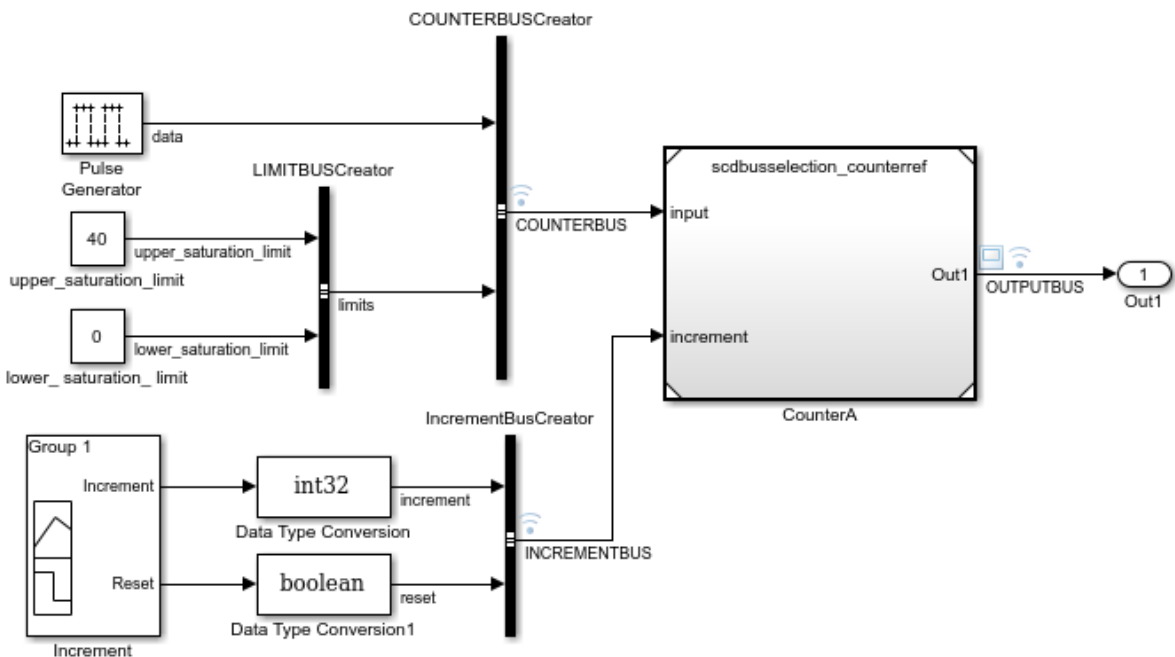 COUNTERBUSCreator
data
Pulse
Generator
LIMITBUSCreator
40
upper_saturation_limit
upper_saturation_limit
0
lower_saturation_limit
lower_ saturation_ limit
limits
COUNTERBUS
scdbusselection_counterref
input
increment
Out1
CounterA
OUTPUTBUS
1
Out1
IncrementBusCreator
Group 1
Increment
Reset
Increment
int32
Data Type Conversion
increment
boolean
Data Type Conversion1
reset
INCREMENTBUS